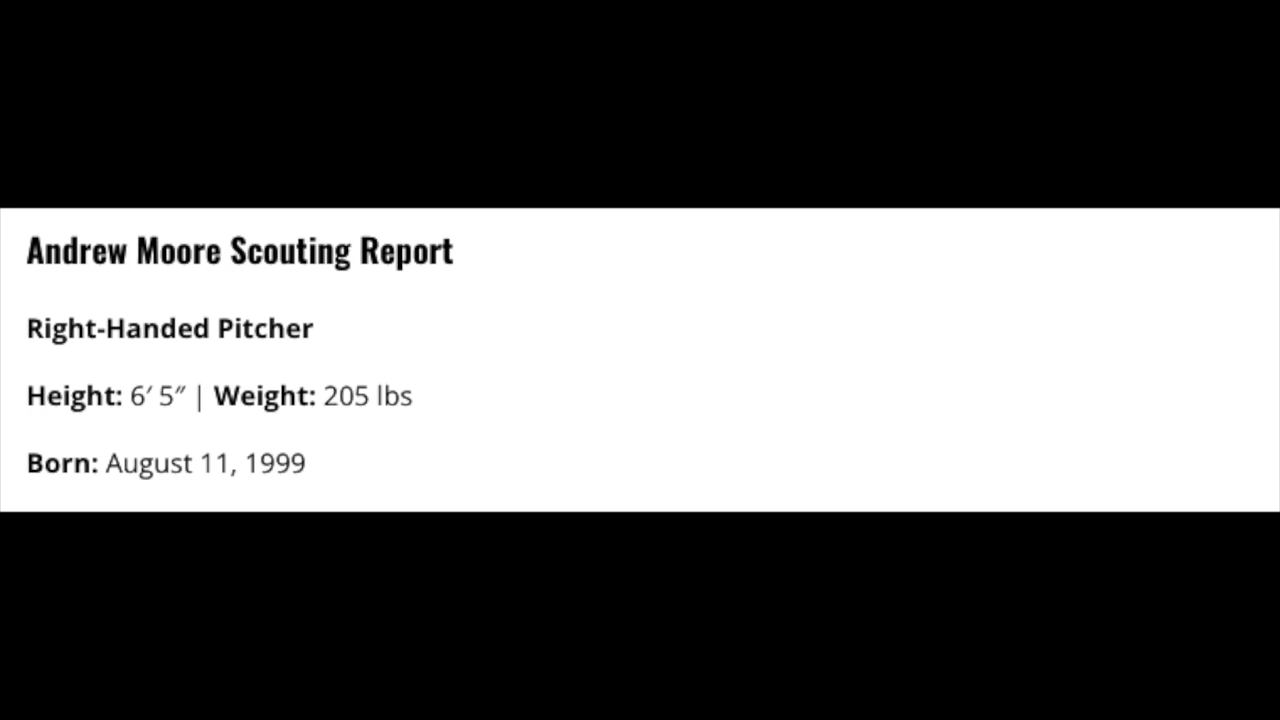 Andrew Moore Scouting Report
Right-Handed Pitcher
Height: 6′ 5″ | Weight: 205 lbs
Born: August 11, 1999